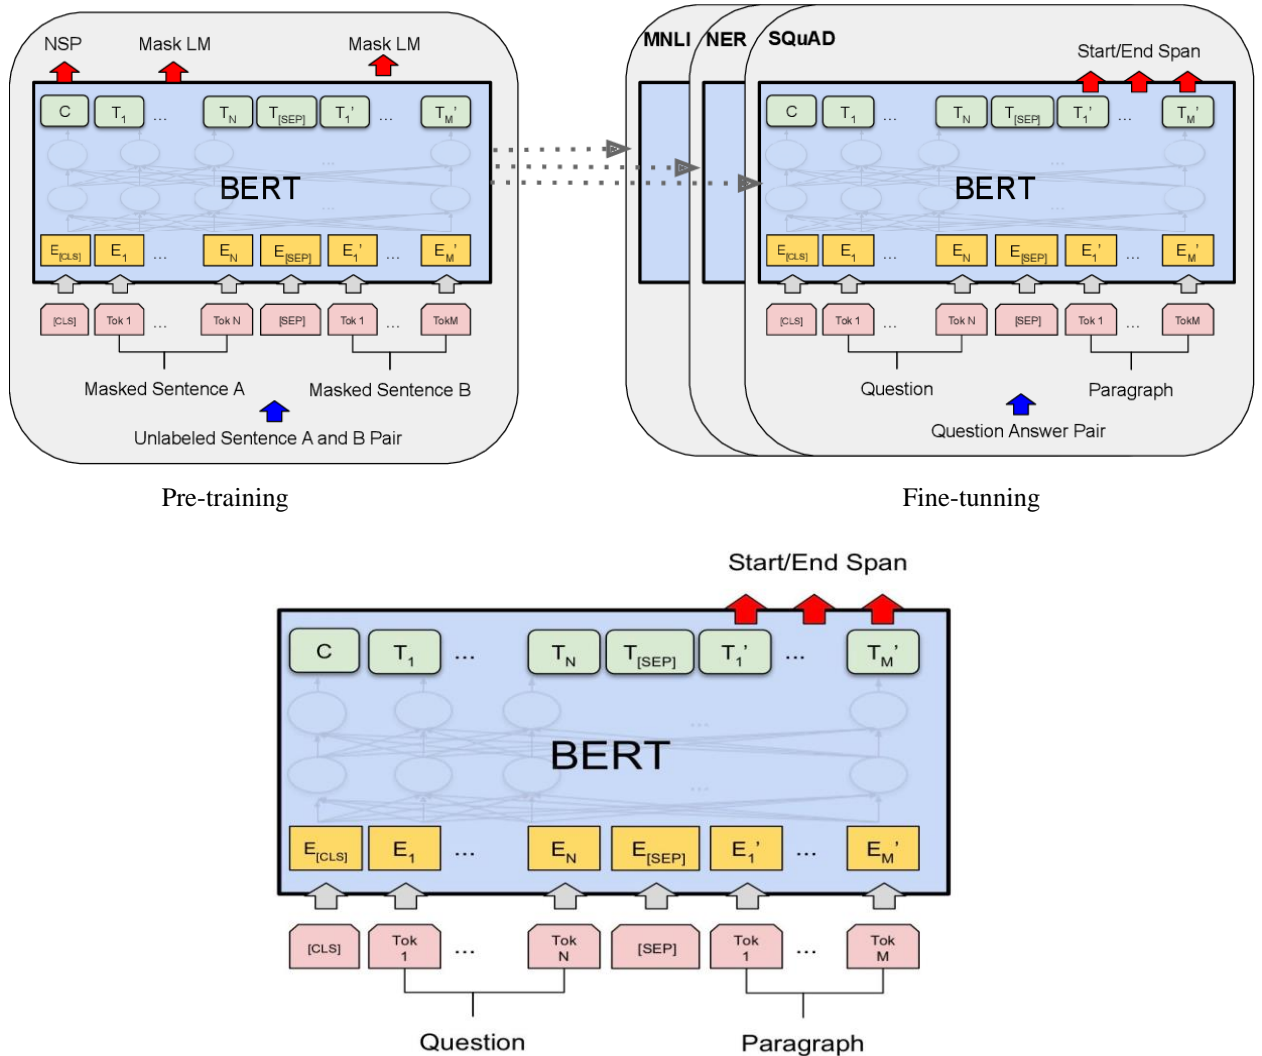 NSP Mask LM Mask LM
C T1 ... TN T[SEP] T1’ ... TM’
...
BERT
E[CLS] E1 ... EN E[SEP] E1’ ... EM’
[CLS] Tok 1 ... Tok N [SEP] Tok 1 ... TokM
Masked Sentence A Masked Sentence B
Unlabeled Sentence A and B Pair
Pre-training
MNLI NER SQuAD
Start/End Span
C T1 ... TN T[SEP] T1’ ... TM’
...
BERT
...
E[CLS] E1 ... EN E[SEP] E1’ ... EM’
[CLS] Tok 1 ... Tok N [SEP] Tok 1 ... TokM
Question Paragraph
Question Answer Pair
Fine-tunning
Start/End Span
C T1 ... TN T[SEP] T1’ ... TM’
...
BERT
...
E[CLS] E1 ... EN E[SEP] E1’ ... EM’
[CLS] Tok 1 ... Tok N [SEP] Tok 1 ... Tok M
Question Paragraph